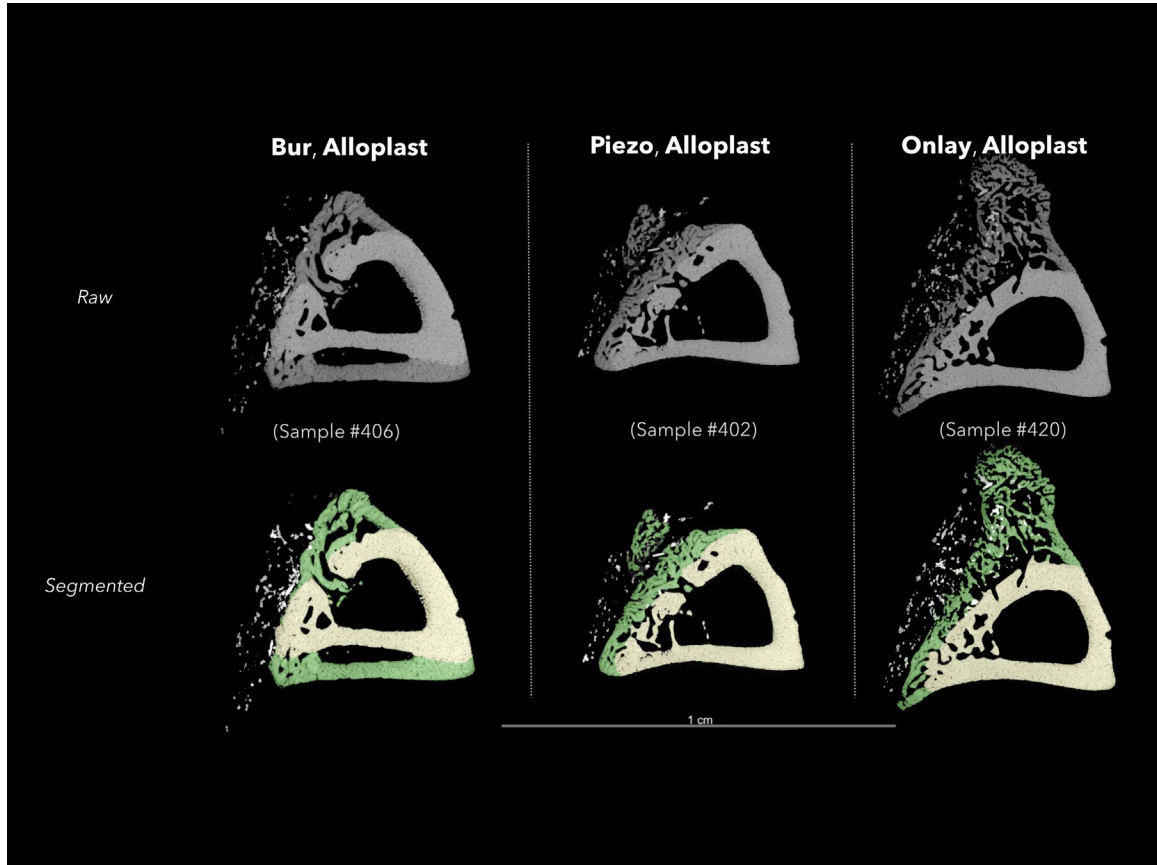 Bur, Alloplast
Piezo, Alloplast
Onlay, Alloplast
Raw
(Sample #406)
(Sample #402)
(Sample #420)
Segmented
1 cm